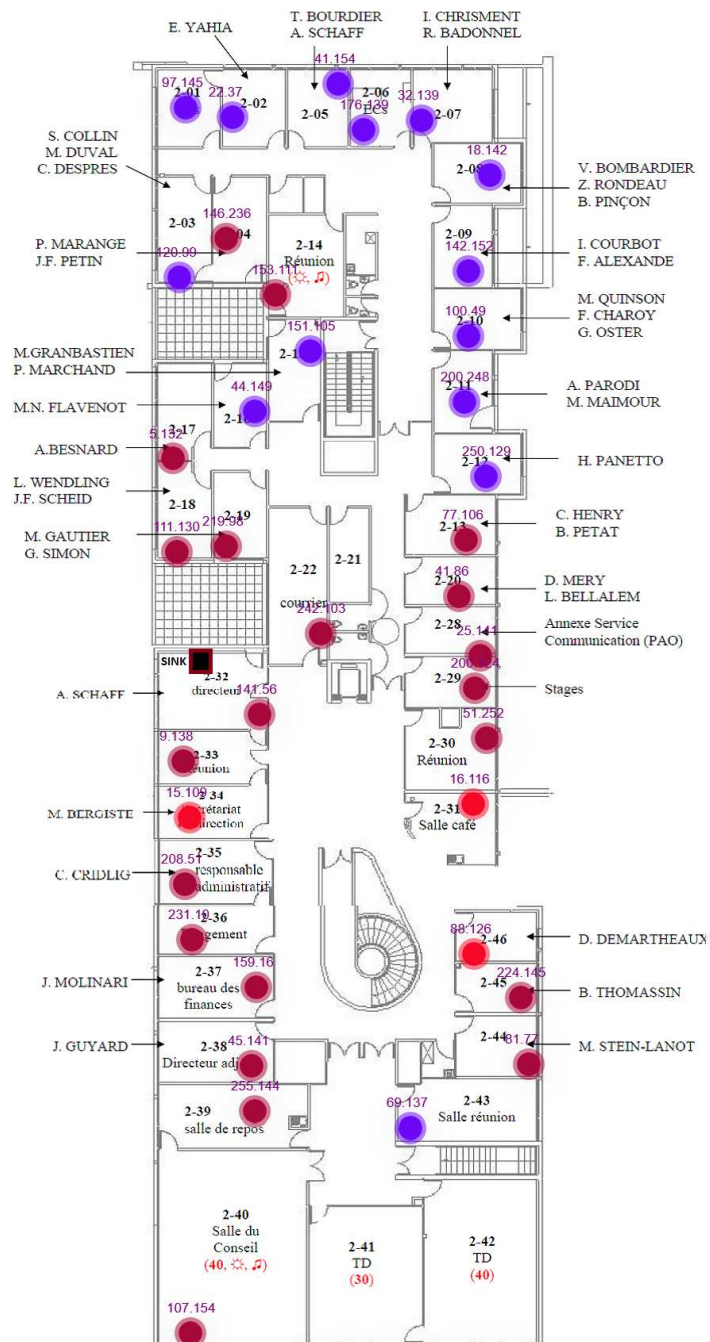 T. BOURDIER
A. SCHAFF
I. CHRISMENT
R. BADONNEL
E. YAHIA
41.154
97.145
2-01
22.37
2-02
2-05
2-06
ECs
176.139
32.139
2-07
S. COLLIN
M. DUVAL
C. DESPRES
18.142
2-08
V. BOMBARDIER
Z. RONDEAU
B. PINÇON
2-03
146.236
04
P. MARANGE
J.F. PETIN
120.99
2-14
Réunion
153.111
2-09
142.152
I. COURBOT
F. ALEXANDE
M. QUINSON
F. CHAROY
G. OSTER
100.49
2-10
M.GRANBASTIEN
P. MARCHAND
151.105
2-1
M.N. FLAVENOT
44.149
200.248
2-11
A. PARODI
M. MAIMOUR
2-17
A.BESNARD
5.132
250.129
2-12
H. PANETTO
L. WENDLING
J.F. SCHEID
2-18
2-19
M. GAUTIER
G. SIMON
111.130
219.98
77.106
2-13
C. HENRY
B. PETAT
2-22
courrier
2-21
41.86
2-20
D. MERY
L. BELLALEM
242.103
2-28
25.141
Annexe Service
Communication (PAO)
SINK
2-32
directeur
A. SCHAFF
141.56
2-29
Stages
9.138
2-33
51.252
2-30
Réunion
15.109
2-34
M. BERGISTE
16.116
2-31
Salle café
2-35
responsable
administratif
208.51
C. CRIDLIG
231.10
2-36
88.126
2-46
D. DEMARTHEAUX
2-37
bureau des
finances
159.16
J. MOLINARI
224.145
2-45
B. THOMASSIN
J. GUYARD
2-38
Directeur adj
45.141
2-44
81.77
M. STEIN-LANOT
255.144
2-39
salle de repos
69.137
2-43
Salle réunion
2-40
Salle du
Conseil
(40, ☼, ♫)
2-41
TD
(30)
2-42
TD
(40)
107.154